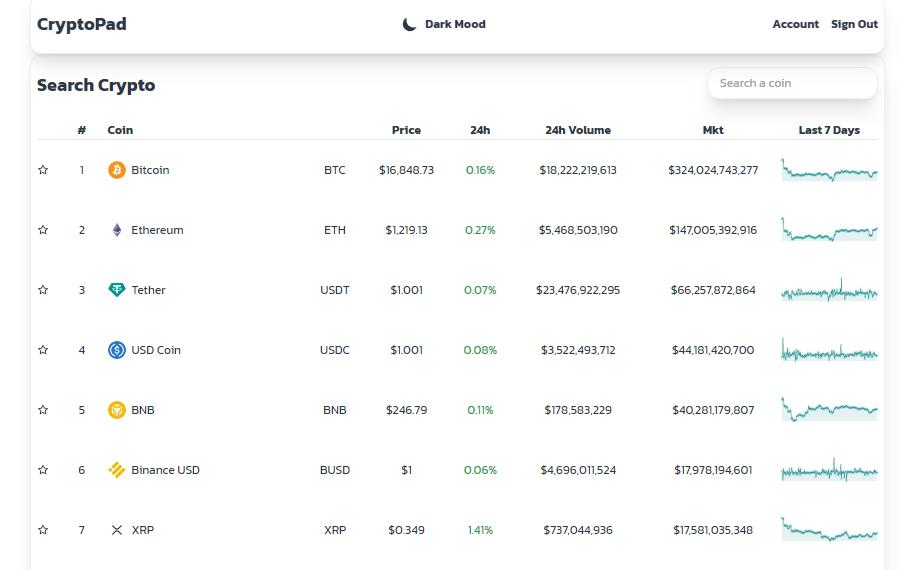 CryptoPad Dark Mood Account Sign Out
Search Crypto Search a coin
# Coin Price 24h 24h Volume Mkt Last 7 Days
1 Bitcoin BTC $16,848.73 0.16% $18,222,219,613 $324,024,743,277
2 Ethereum ETH $1,219.13 0.27% $5,468,503,190 $147,005,392,916
3 Tether USDT $1.001 0.07% $23,476,922,295 $66,257,872,864
4 USD Coin USDC $1.001 0.08% $3,522,493,712 $44,181,420,700
5 BNB BNB $246.79 0.11% $178,583,229 $40,281,179,807
6 Binance USD BUSD $1 0.06% $4,696,011,524 $17,978,194,601
7 XRP XRP $0.349 1.41% $737,044,936 $17,581,035,348